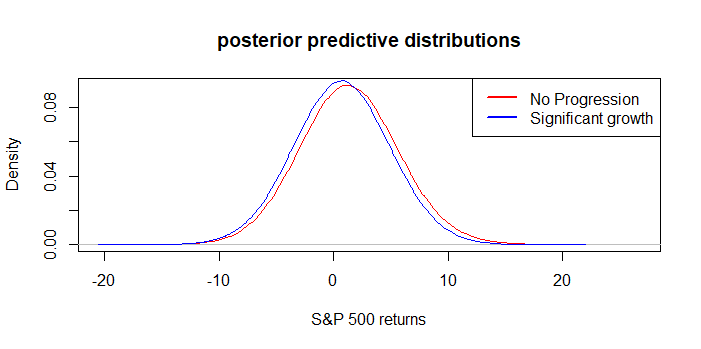 posterior predictive distributions
No Progression
Significant growth
Density
0.08
0.04
0.00
-20 -10 0 10 20
S&P 500 returns